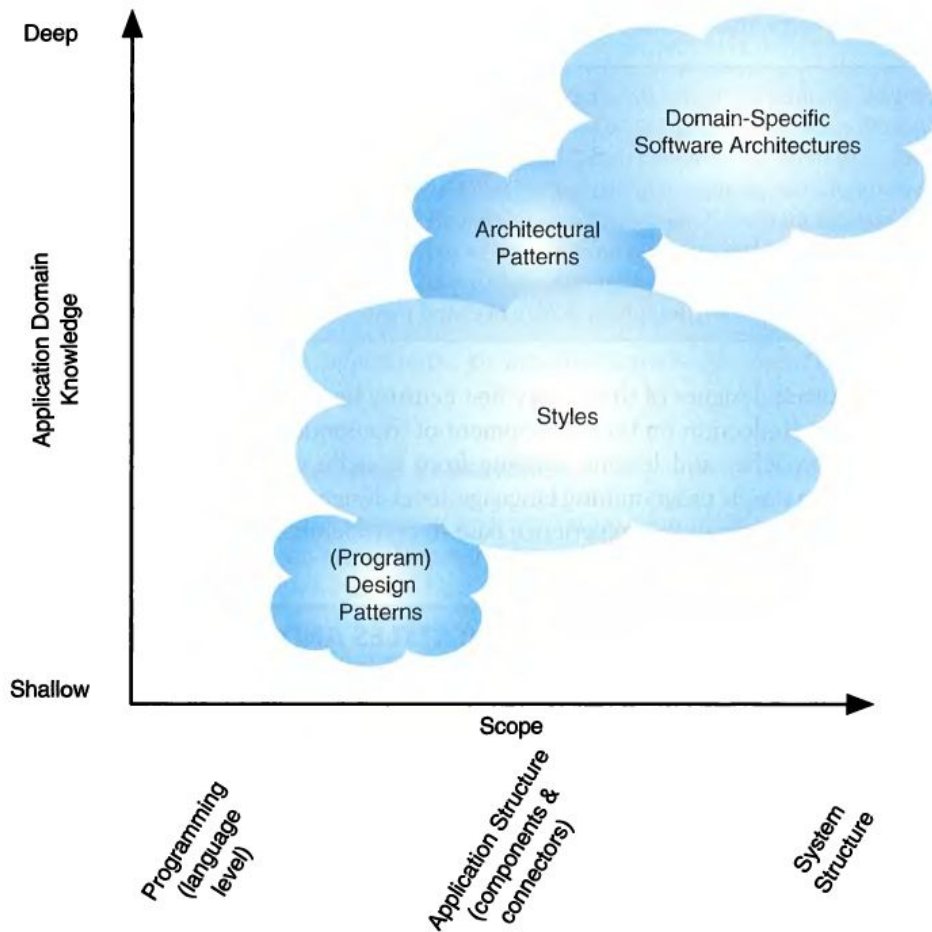 Deep
Domain-Specific
Software Architectures
Architectural
Patterns
Application Domain
Knowledge
Styles
(Program)
Design
Patterns
Shallow
Scope
Programming
(language
level)
Application Structure
(components &
connectors)
System
Structure